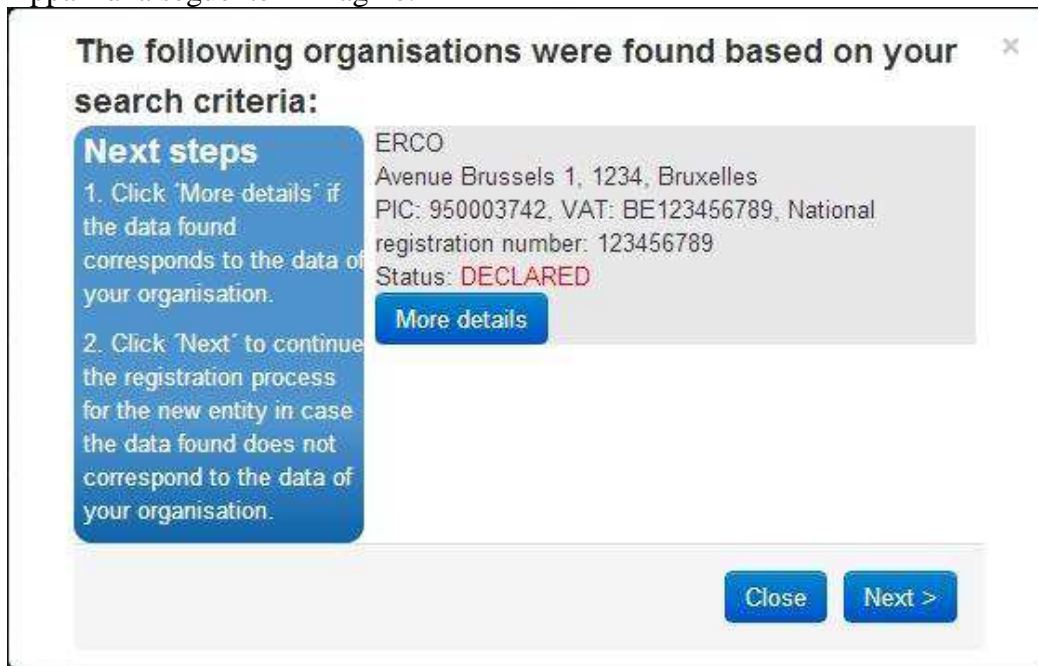 The following organisations were found based on your
search criteria:
×
Next steps
1. Click ´More details´ if
the data found
corresponds to the data of
your organisation.
2. Click ´Next´ to continue
the registration process
for the new entity in case
the data found does not
correspond to the data of
your organisation.
ERCO
Avenue Brussels 1, 1234, Bruxelles
PIC: 950003742, VAT: BE123456789, National
registration number: 123456789
Status: DECLARED
More details
Close
Next >